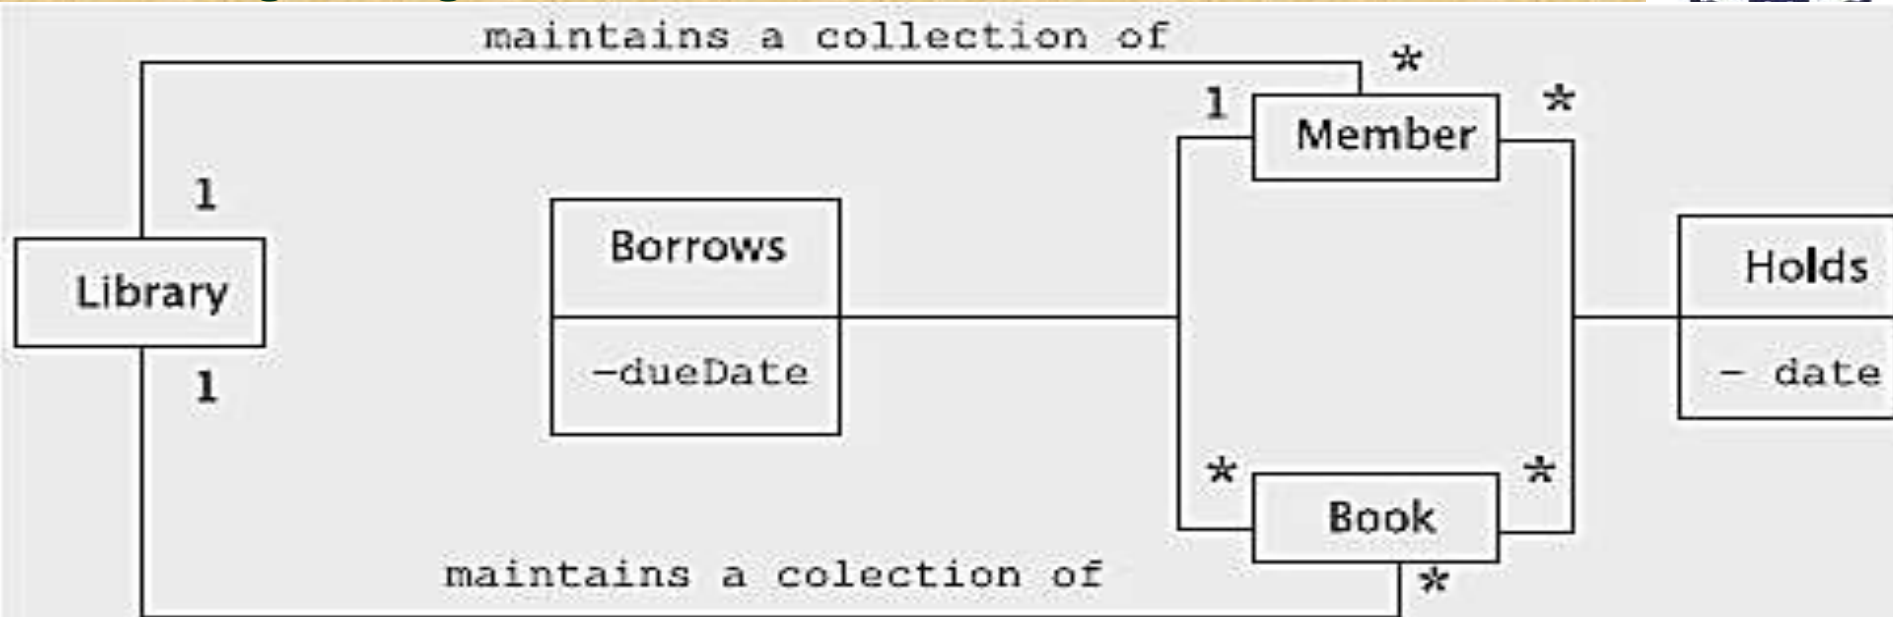 maintains a collection of
*
1
Member
*
1
Borrows
Holds
Library
-dueDate
- date
1
*
*
Book
maintains a colection of
*